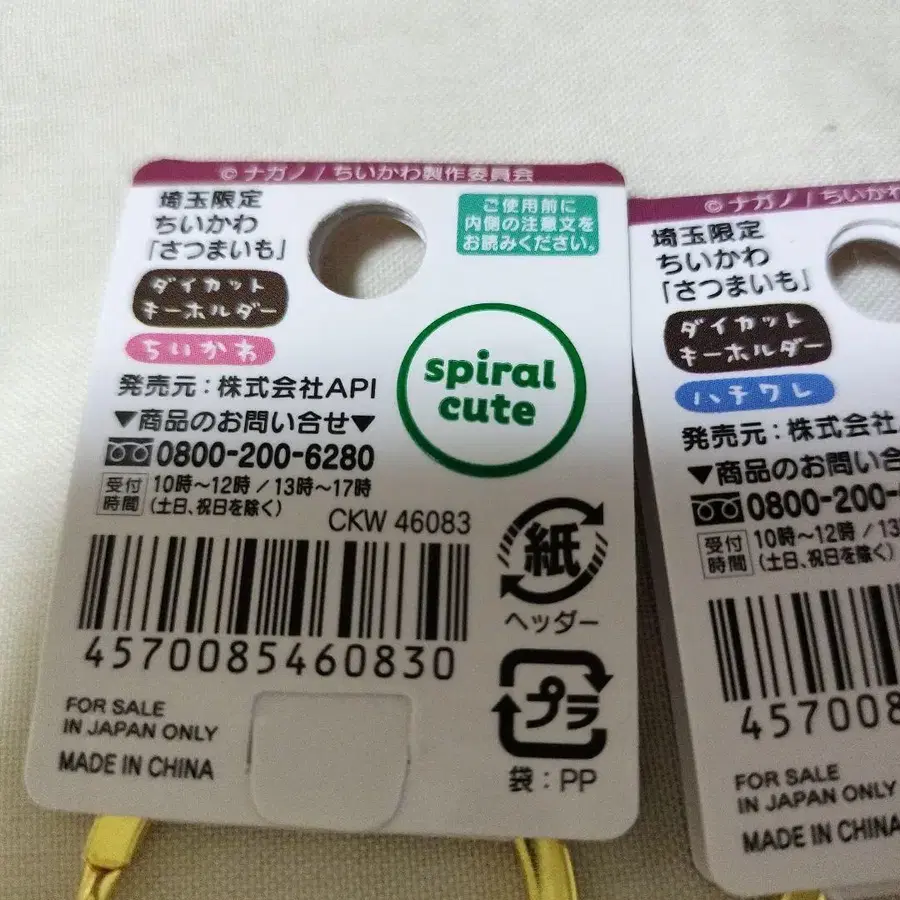 © ナガノ / ちいかわ製作委員会
埼玉限定
ちいかわ
「さつまいも」
ダイカット
キーホルダー
ちいかわ
ご使用前に
内側の注意文を
お読みください。
spiral
cute
発売元:株式会社API
▼商品のお問い合せ▼
0800-200-6280
受付
時間
10時~12時 / 13時~17時
(土日、祝日を除く)
CKW 46083
4570085460830
紙
ヘッダー
プラ
袋:PP
FOR SALE
IN JAPAN ONLY
MADE IN CHINA
© ナガノ / ちいかわ
埼玉限定
ちいかわ
「さつまいも」
ダイカット
キーホルダー
ハチワレ
発売元:株式会社
▼商品のお問い合
0800-200-
受付
時間
10時~12時 / 13
(土日、祝日を除く)
457008
FOR SALE
IN JAPAN ONLY
MADE IN CHINA